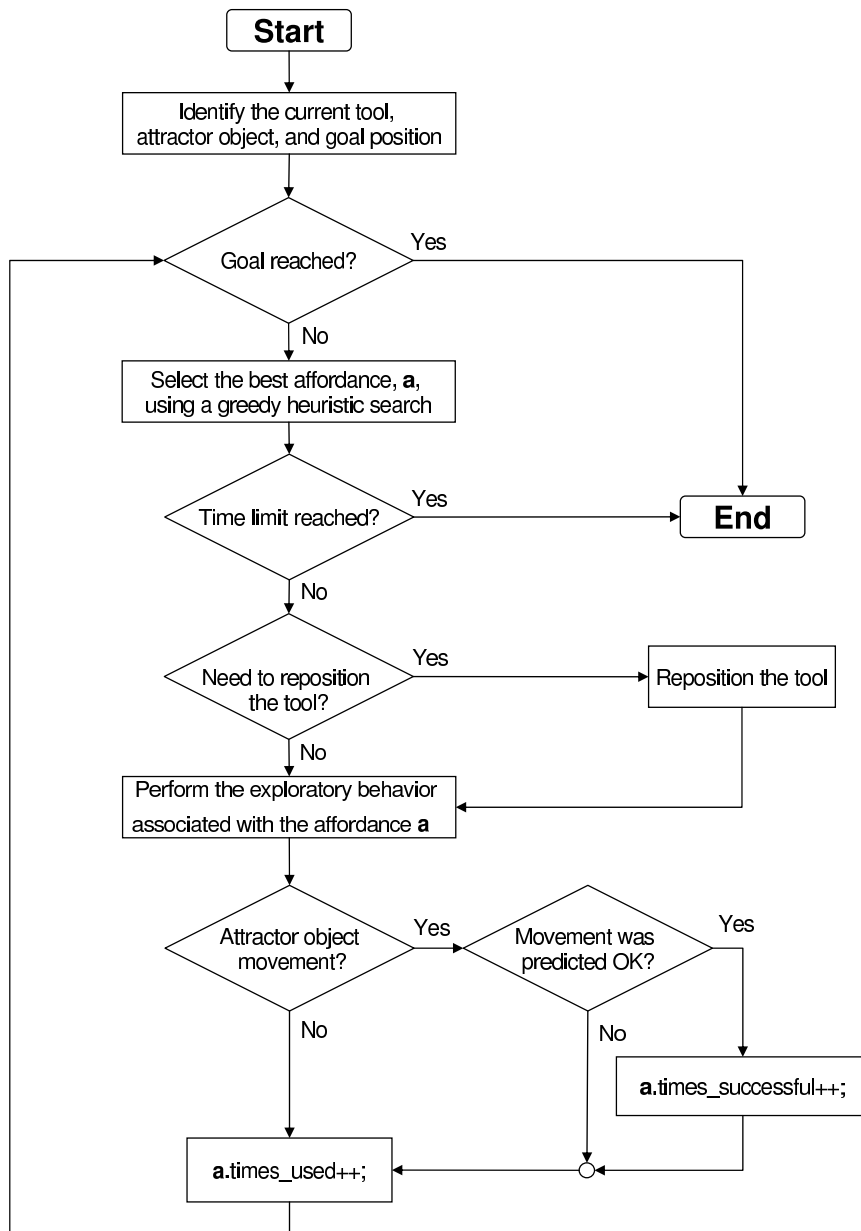 Start
Identify the current tool,
attractor object, and goal position
Goal reached?
Yes
No
Select the best affordance, a,
using a greedy heuristic search
Time limit reached?
Yes
End
No
Need to reposition
the tool?
Yes
Reposition the tool
No
Perform the exploratory behavior
associated with the affordance a
Attractor object
movement?
Yes
Movement was
predicted OK?
Yes
No
No
a.times_successful++;
a.times_used++;